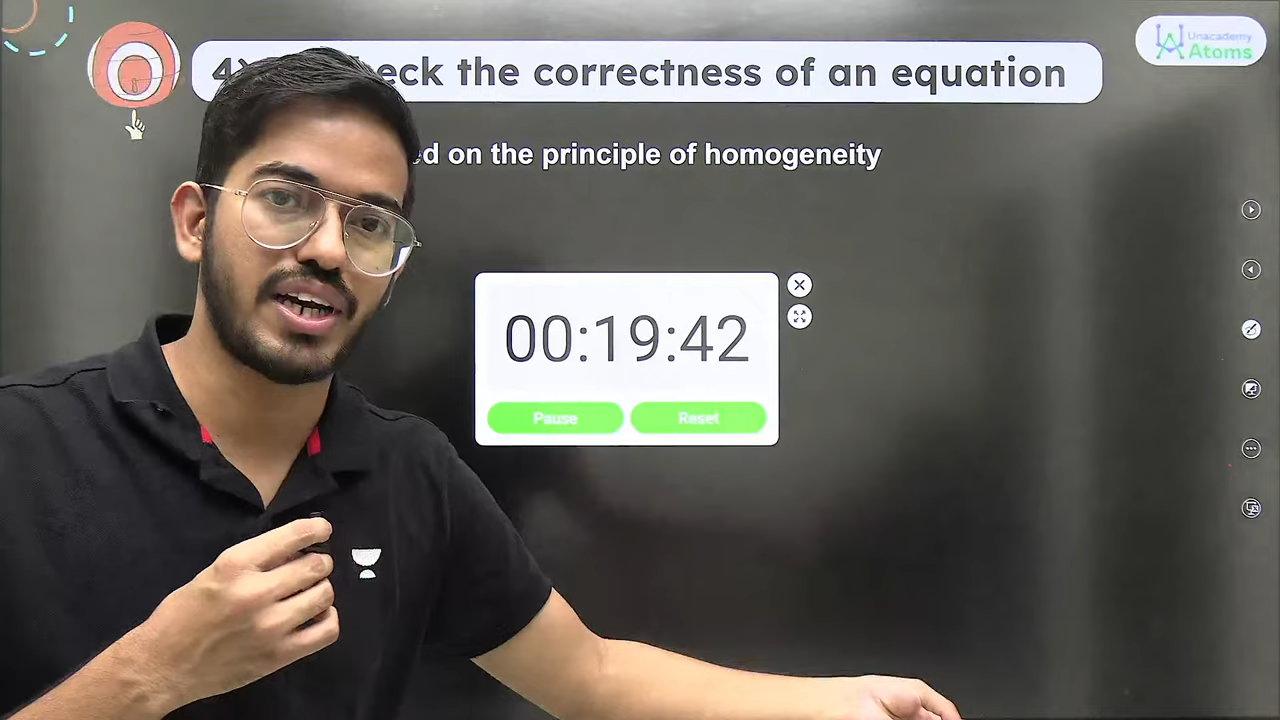 4) eck the correctness of an equation
Unacademy
Atoms
ed on the principle of homogeneity
00:19:42
Pause
Reset